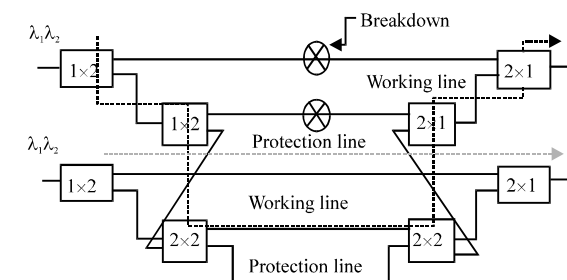 Breakdown
λ₁λ₂
1×2
2×1
Working line
1×2
2×1
Protection line
λ₁λ₂
1×2
2×1
Working line
2×2
2×2
Protection line